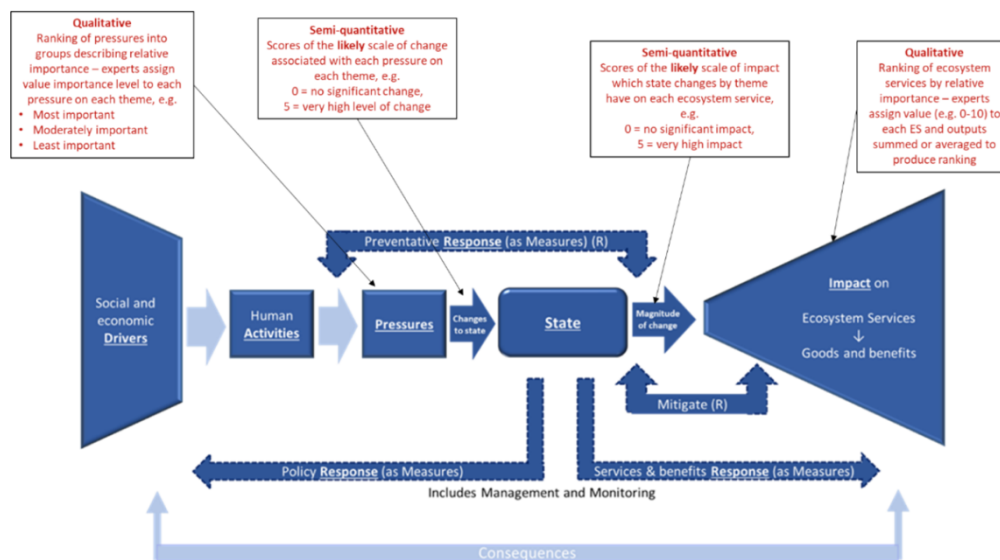 Qualitative
Ranking of pressures into
groups describing relative
importance – experts assign
value importance level to each
pressure on each theme, e.g.
• Most important
• Moderately important
• Least important
Semi-quantitative
Scores of the likely scale of change
associated with each pressure on
each theme, e.g.
0 = no significant change,
5 = very high level of change
Semi-quantitative
Scores of the likely scale of impact
which state changes by theme
have on each ecosystem service,
e.g.
0 = no significant impact,
5 = very high impact
Qualitative
Ranking of ecosystem
services by relative
importance – experts
assign value (e.g. 0-10) to
each ES and outputs
summed or averaged to
produce ranking
Preventative Response (as Measures) (R)
Social and
economic
Drivers
Human
Activities
Pressures
Changes
to state
State
Magnitude
of change
Impact on
Ecosystem Services
↓
Goods and benefits
Mitigate (R)
Policy Response (as Measures)
Services & benefits Response (as Measures)
Includes Management and Monitoring
Consequences